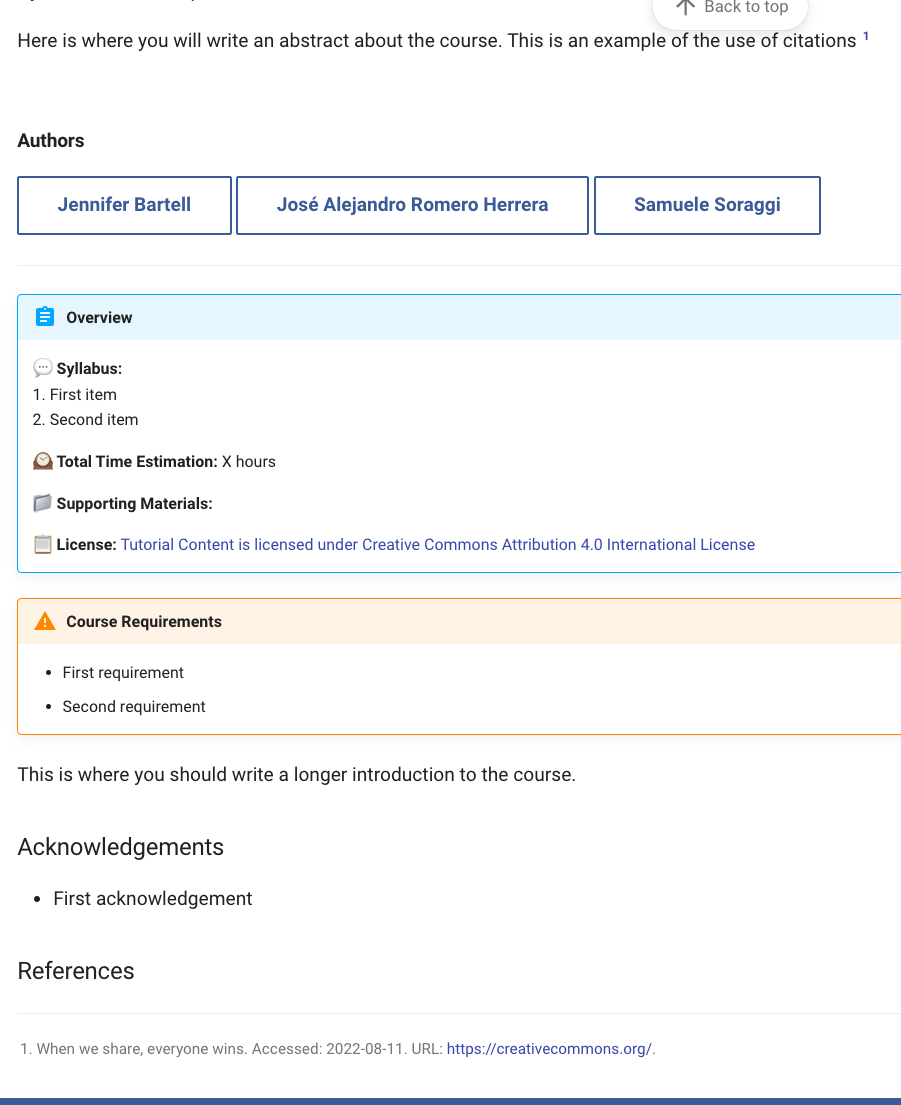 Back to top
Here is where you will write an abstract about the course. This is an example of the use of citations 1
Authors
Jennifer Bartell
José Alejandro Romero Herrera
Samuele Soraggi
Overview
Syllabus:
1. First item
2. Second item
Total Time Estimation: X hours
Supporting Materials:
License: Tutorial Content is licensed under Creative Commons Attribution 4.0 International License
Course Requirements
• First requirement
• Second requirement
This is where you should write a longer introduction to the course.
Acknowledgements
• First acknowledgement
References
1. When we share, everyone wins. Accessed: 2022-08-11. URL: https://creativecommons.org/.